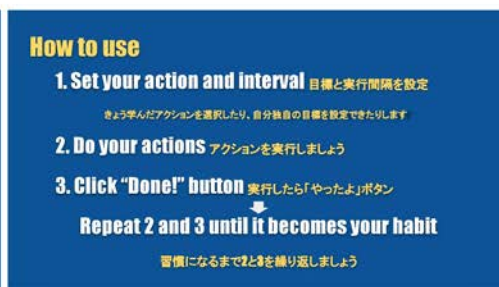 How to use
1. Set your action and interval 目標と実行間隔を設定
きょう学んだアクションを選択したり、自分独自の目標を設定できたりします
2. Do your actions アクションを実行しましょう
3. Click “Done!” button 実行したら「やったよ」ボタン
Repeat 2 and 3 until it becomes your habit
習慣になるまで2と3を繰り返しましょう